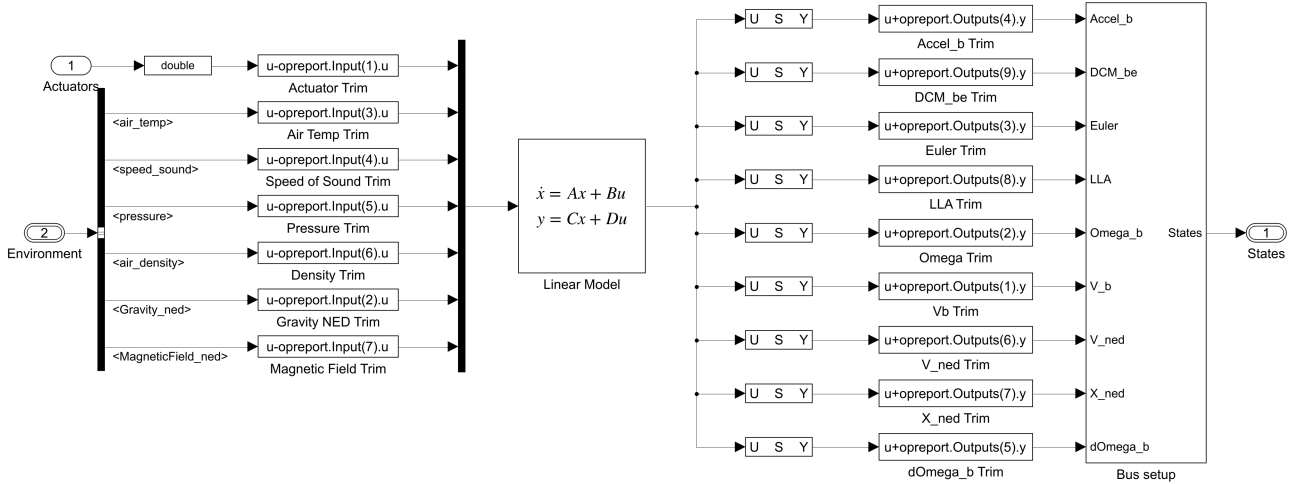 1
Actuators
double
u-opreport.Input(1).u
Actuator Trim
2
Environment
<air_temp>
u-opreport.Input(3).u
Air Temp Trim
<speed_sound>
u-opreport.Input(4).u
Speed of Sound Trim
<pressure>
u-opreport.Input(5).u
Pressure Trim
<air_density>
u-opreport.Input(6).u
Density Trim
<Gravity_ned>
u-opreport.Input(2).u
Gravity NED Trim
<MagneticField_ned>
u-opreport.Input(7).u
Magnetic Field Trim
ẋ = Ax + Bu
y = Cx + Du
Linear Model
U S Y
u+opreport.Outputs(4).y
Accel_b Trim
U S Y
u+opreport.Outputs(9).y
DCM_be Trim
U S Y
u+opreport.Outputs(3).y
Euler Trim
U S Y
u+opreport.Outputs(8).y
LLA Trim
U S Y
u+opreport.Outputs(2).y
Omega Trim
U S Y
u+opreport.Outputs(1).y
Vb Trim
U S Y
u+opreport.Outputs(6).y
V_ned Trim
U S Y
u+opreport.Outputs(7).y
X_ned Trim
U S Y
u+opreport.Outputs(5).y
dOmega_b Trim
Accel_b
DCM_be
Euler
LLA
Omega_b
V_b
V_ned
X_ned
dOmega_b
States
Bus setup
1
States